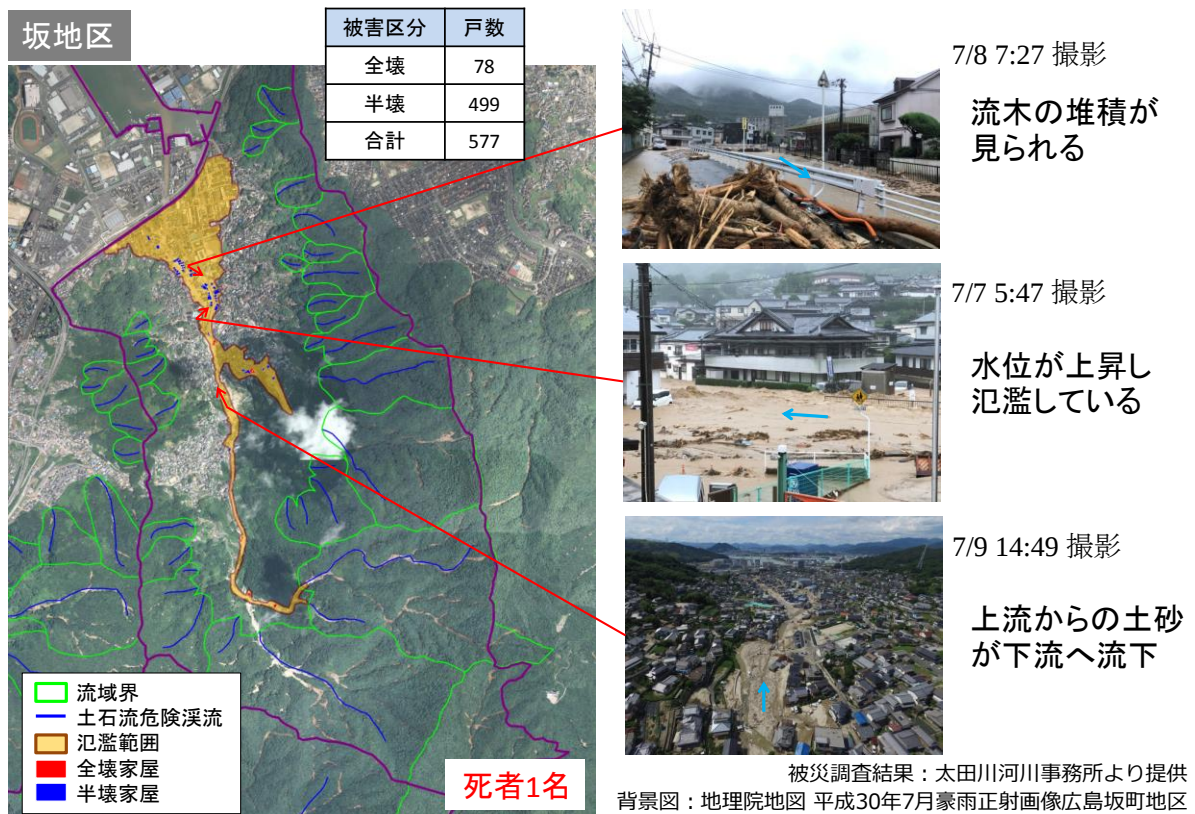 坂地区
被害区分 戸数
全壊 78
半壊 499
合計 577
7/8 7:27 撮影
流木の堆積が
見られる
7/7 5:47 撮影
水位が上昇し
氾濫している
7/9 14:49 撮影
上流からの土砂
が下流へ流下
流域界
土石流危険渓流
氾濫範囲
全壊家屋
半壊家屋
死者1名
被災調査結果：太田川河川事務所より提供
背景図：地理院地図 平成30年7月豪雨正射画像広島坂町地区